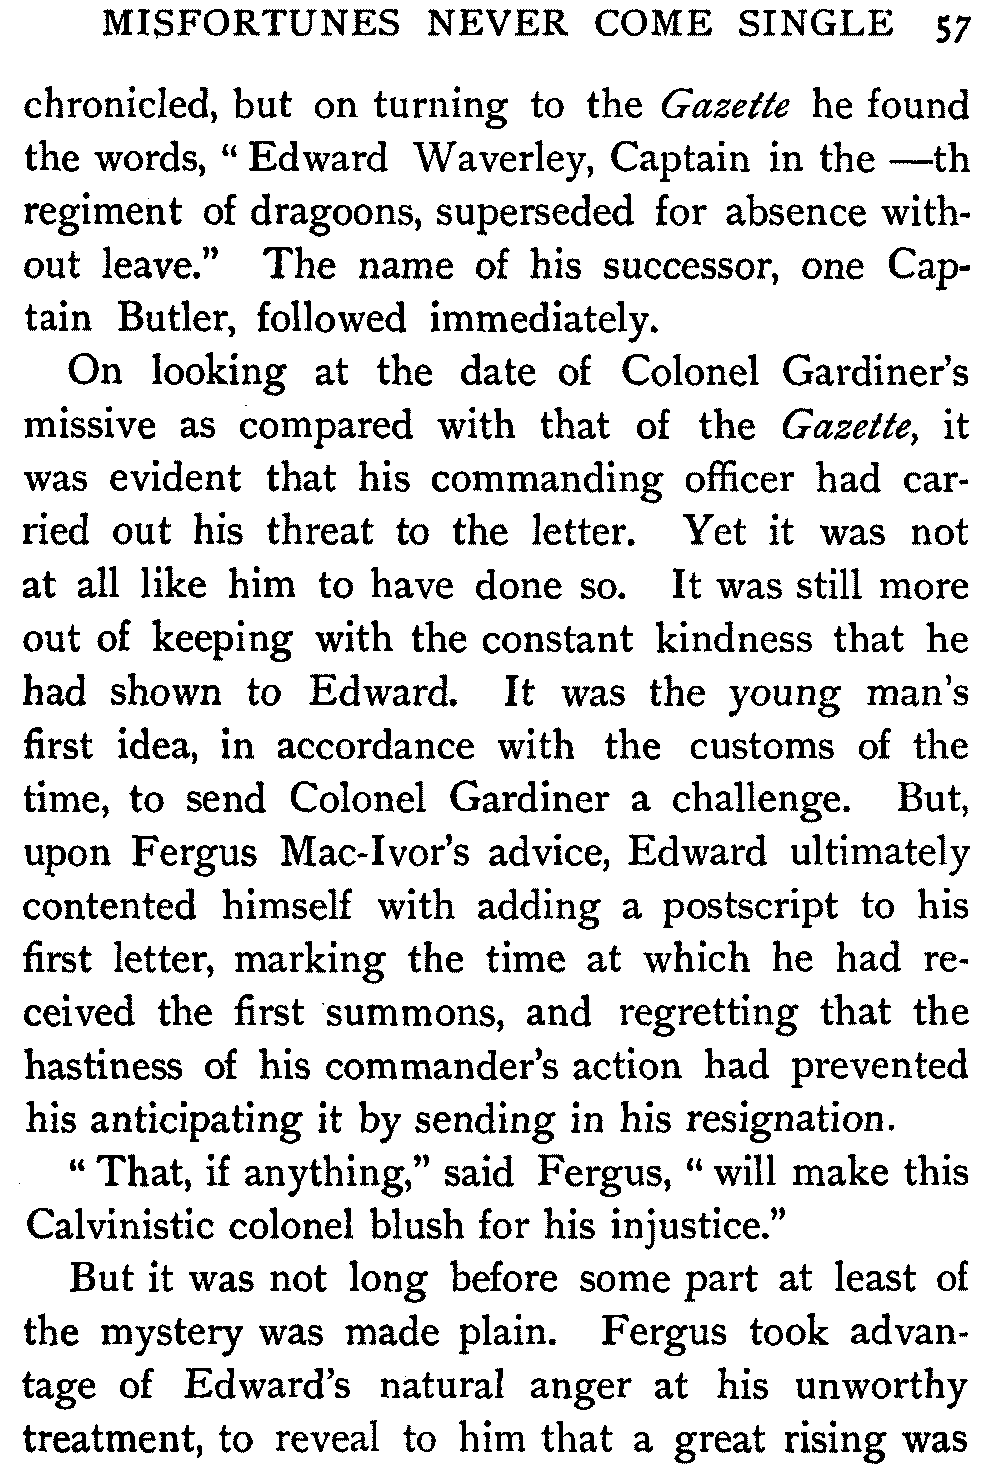 MISFORTUNES NEVER COME SINGLE 57
chronicled, but on turning to the Gazette he found
the words, “ Edward Waverley, Captain in the —th
regiment of dragoons, superseded for absence with-
out leave.” The name of his successor, one Cap-
tain Butler, followed immediately.
On looking at the date of Colonel Gardiner’s
missive as compared with that of the Gazette, it
was evident that his commanding officer had car-
ried out his threat to the letter. Yet it was not
at all like him to have done so. It was still more
out of keeping with the constant kindness that he
had shown to Edward. It was the young man’s
first idea, in accordance with the customs of the
time, to send Colonel Gardiner a challenge. But,
upon Fergus Mac-Ivor’s advice, Edward ultimately
contented himself with adding a postscript to his
first letter, marking the time at which he had re-
ceived the first summons, and regretting that the
hastiness of his commander’s action had prevented
his anticipating it by sending in his resignation.
“ That, if anything,” said Fergus, “ will make this
Calvinistic colonel blush for his injustice.”
But it was not long before some part at least of
the mystery was made plain. Fergus took advan-
tage of Edward’s natural anger at his unworthy
treatment, to reveal to him that a great rising was